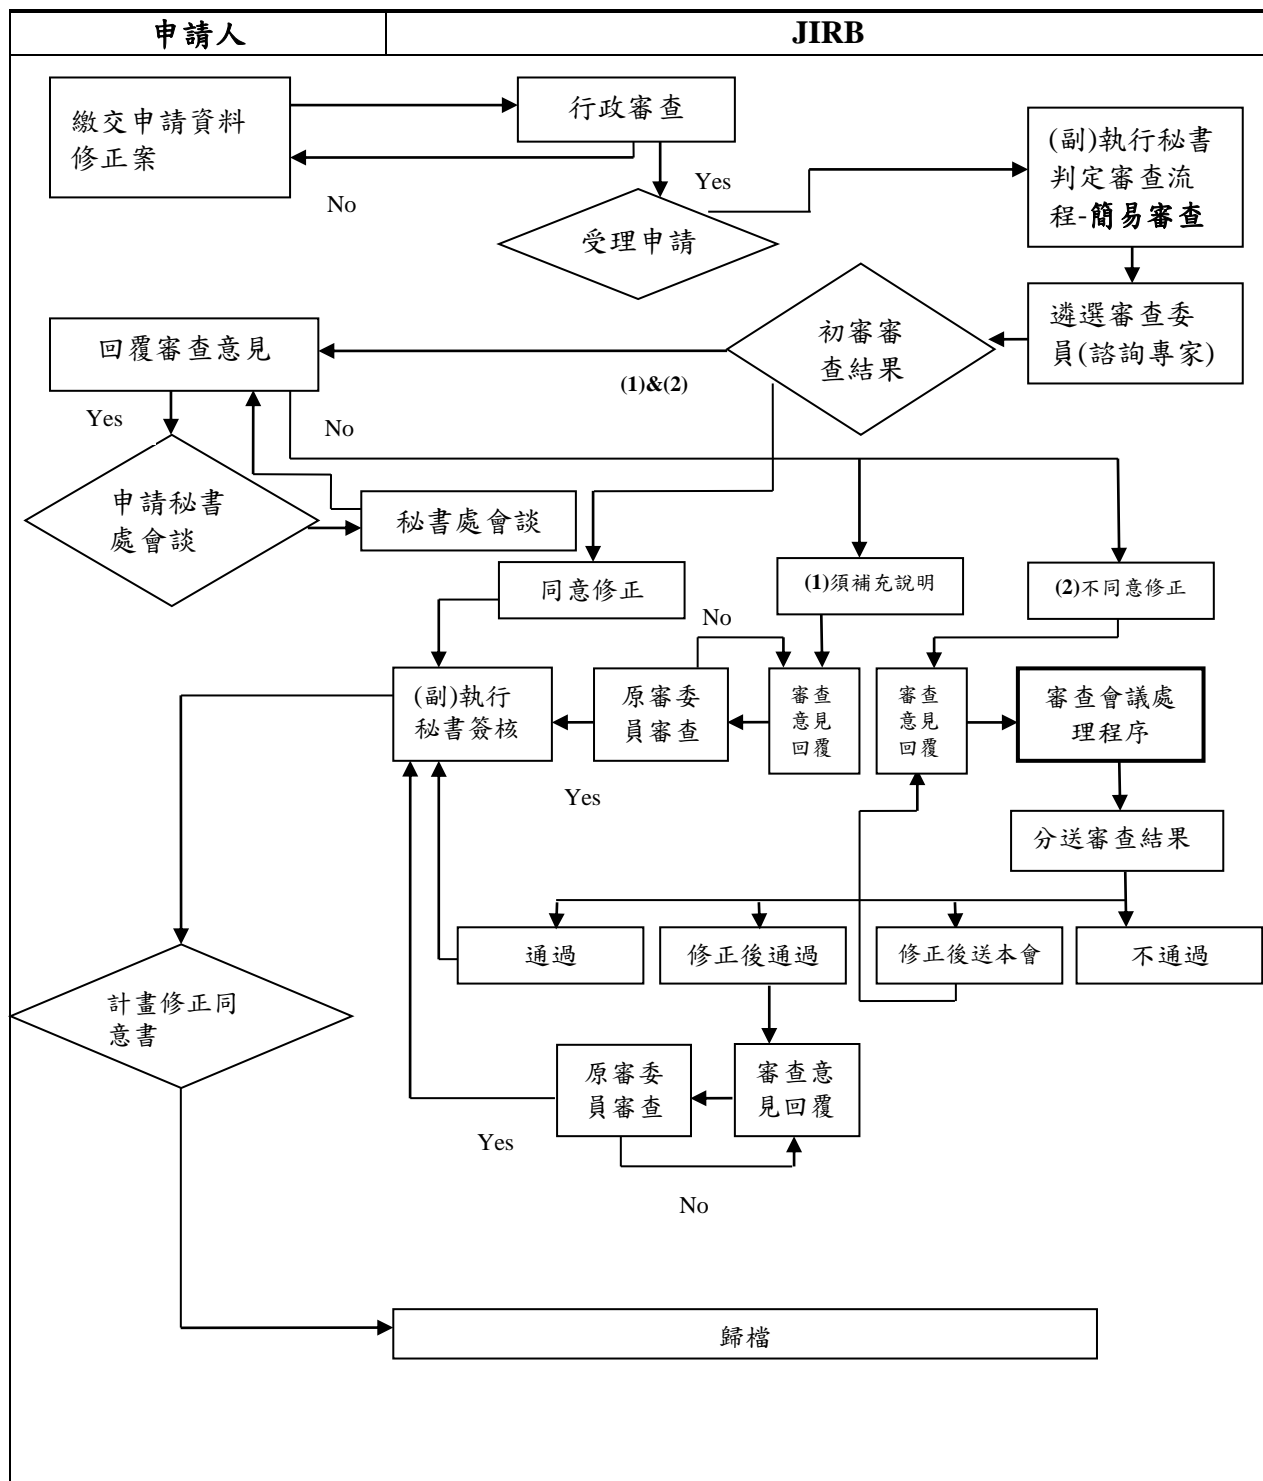 申請人
JIRB
繳交申請資料
修正案
行政審查
No
Yes
受理申請
(副)執行秘書
判定審查流
程-簡易審查
遴選審查委
員(諮詢專家)
初審審
查結果
(1)&(2)
回覆審查意見
Yes
No
申請秘書
處會談
秘書處會談
同意修正
(1)須補充說明
(2)不同意修正
No
(副)執行
秘書簽核
原審委
員審查
審查
意見
回覆
審查
意見
回覆
審查會議處
理程序
Yes
分送審查結果
通過
修正後通過
修正後送本會
不通過
計畫修正同
意書
原審委
員審查
審查意
見回覆
Yes
No
歸檔